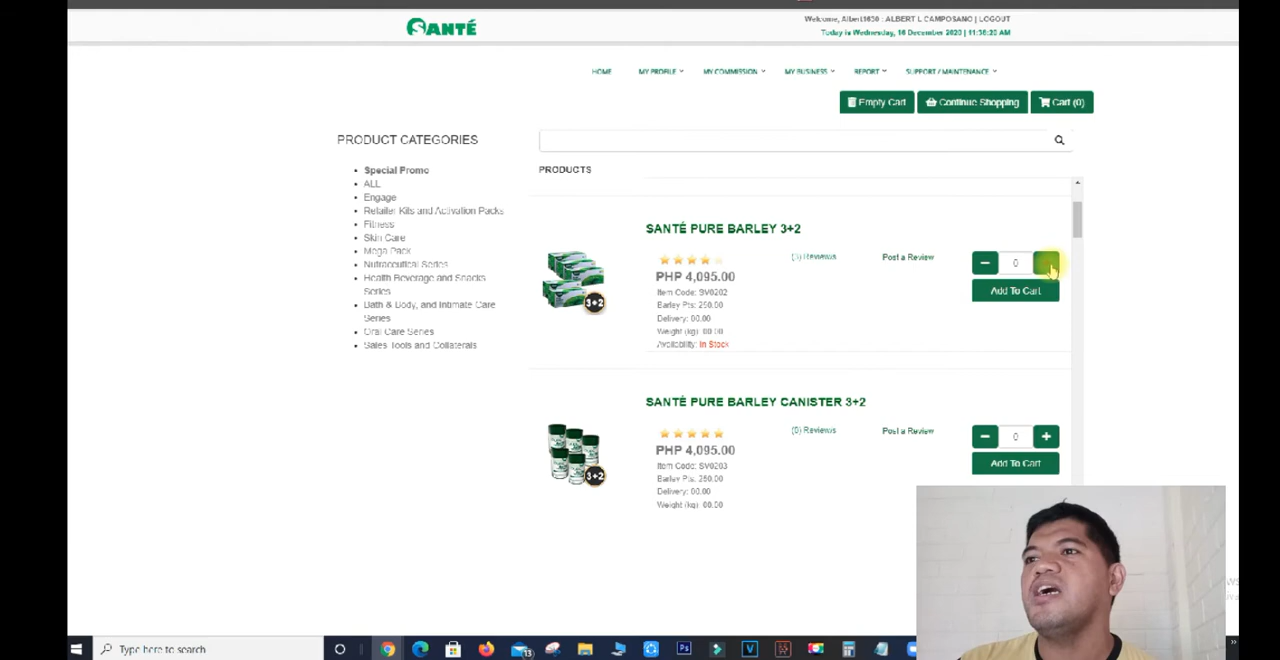 SANTÉ
Welcome, Albert1630 : ALBERT L CAMPOSANO | LOGOUT
Today is Wednesday, 16 December 2020 | 11:36:20 AM
HOME MY PROFILE MY COMMISSION MY BUSINESS REPORT SUPPORT / MAINTENANCE
Empty Cart Continue Shopping Cart (0)
PRODUCT CATEGORIES
Special Promo
ALL
Engage
Retailer Kits and Activation Packs
Fitness
Skin Care
Mega Pack
Nutraceutical Series
Health Beverage and Snacks
Series
Bath & Body, and Intimate Care
Series
Oral Care Series
Sales Tools and Collaterals
PRODUCTS
SANTÉ PURE BARLEY 3+2
Reviews Post a Review
PHP 4,095.00
Item Code: SV0202
Barley Pts: 250.00
Delivery: 00.00
Weight (kg): 00.00
Availability: In Stock
3+2
0
Add To Cart
SANTÉ PURE BARLEY CANISTER 3+2
Reviews Post a Review
PHP 4,095.00
Item Code: SV0203
Barley Pts: 250.00
Delivery: 00.00
Weight (kg): 00.00
3+2
0
Add To Cart
Type here to search
13
Ps
V